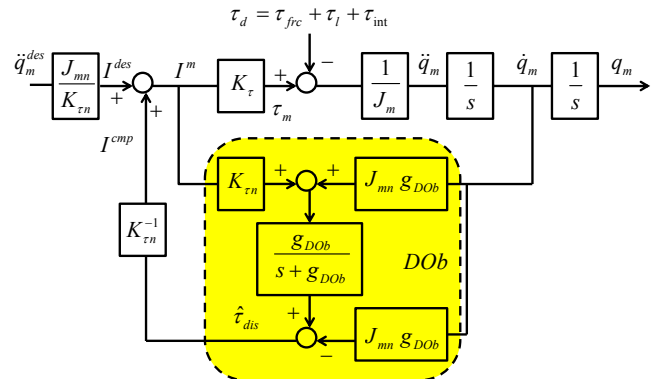 τ_d = τ_frc + τ_l + τ_int
q̈_m^des
J_mn / K_τn
I^des
+
+
I^m
K_τ
+
τ_m
−
1 / J_m
q̈_m
1 / s
q̇_m
1 / s
q_m
I^cmp
K_τn
+
+
J_mn g_DOb
K_τn^−1
g_DOb / (s + g_DOb)
DOb
τ̂_dis
+
−
J_mn g_DOb